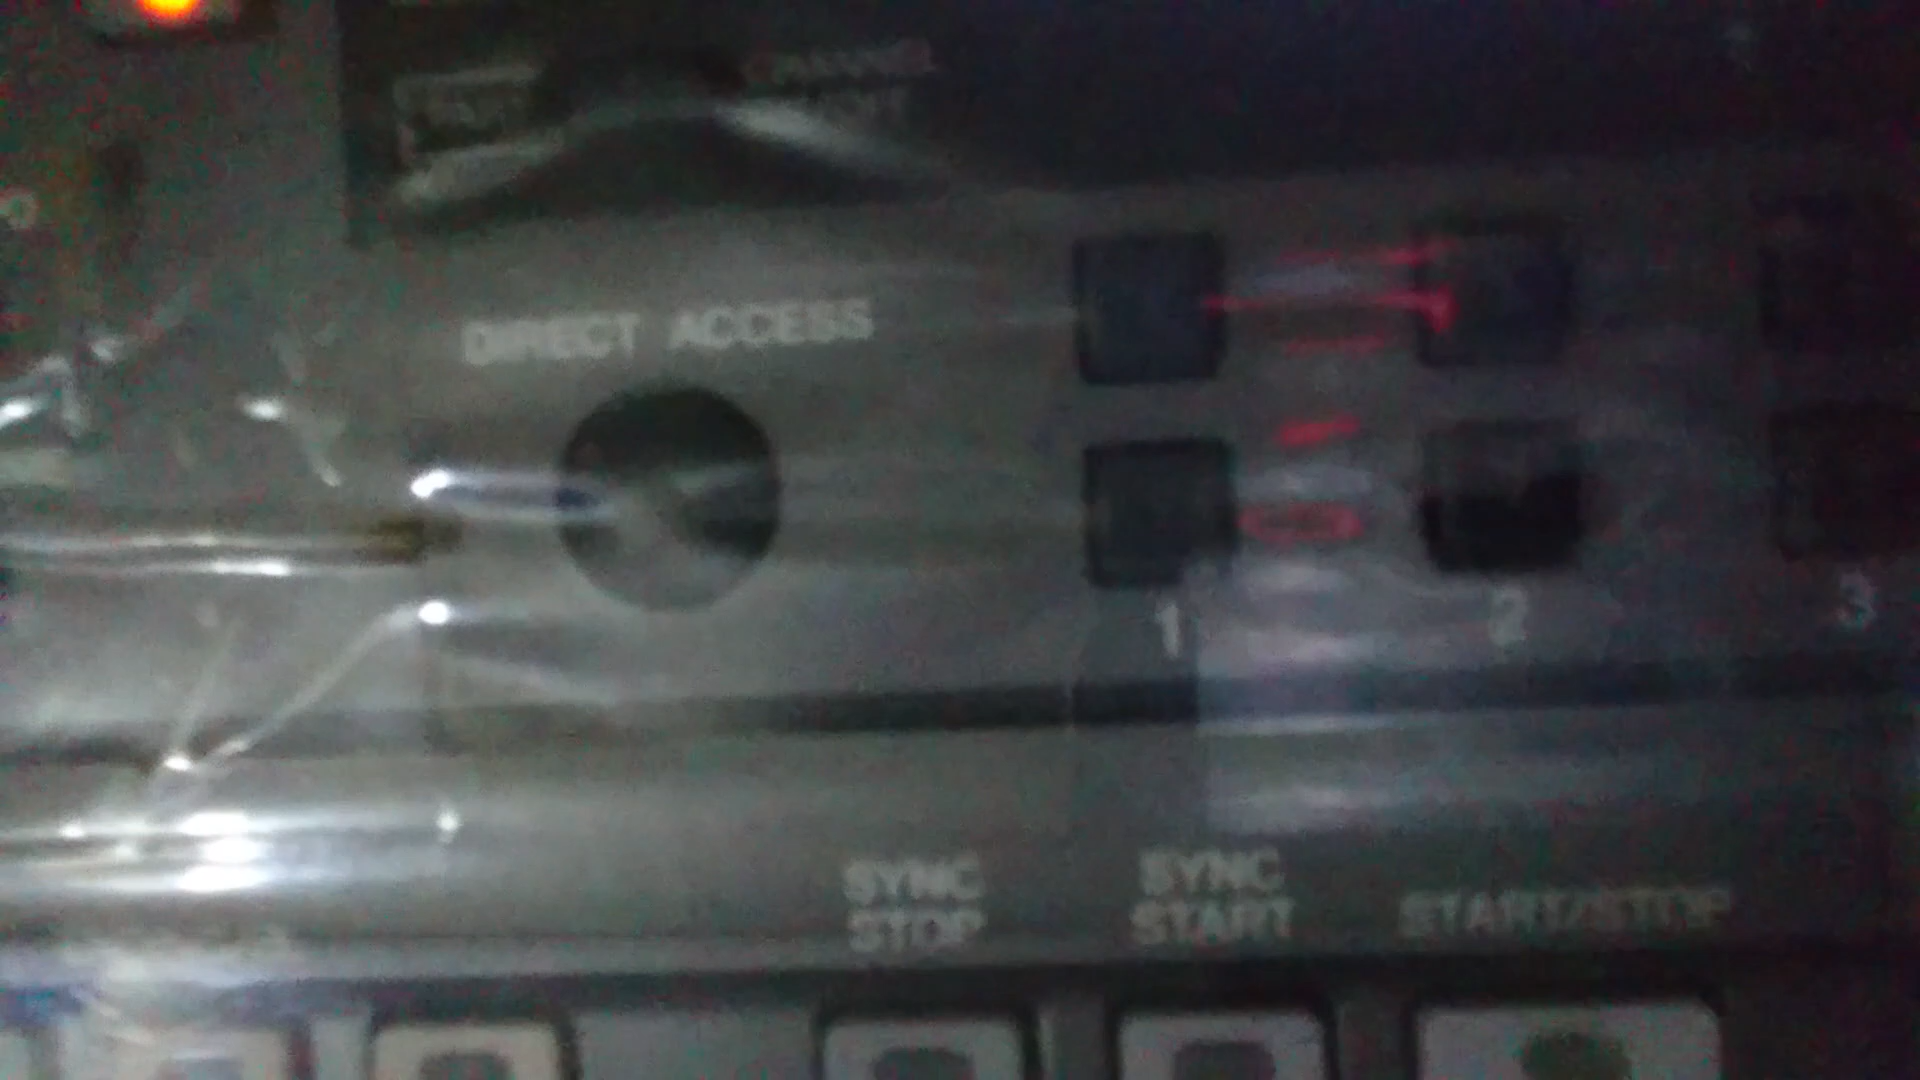 DIRECT ACCESS
1 2 3
SYNC STOP
SYNC START
START/STOP